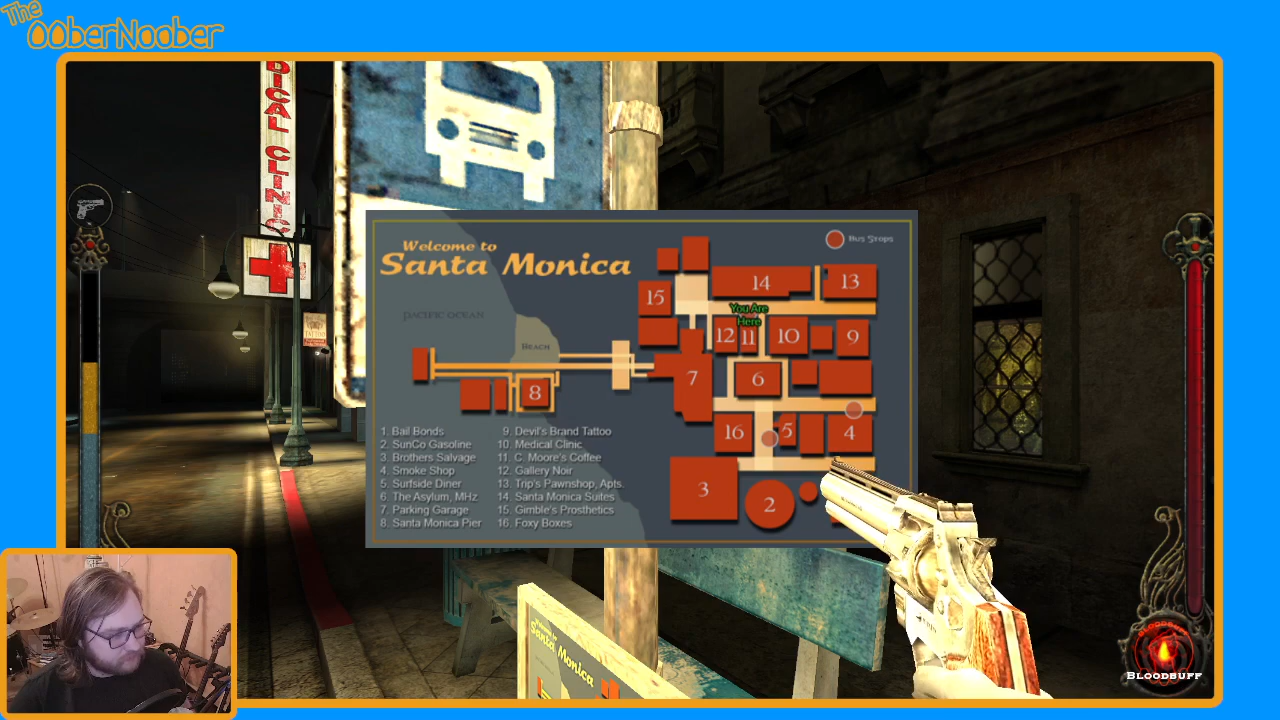 The
OOberNoober
DICAL CLINIC
Welcome to
Santa Monica
Bus Stops
PACIFIC OCEAN
BEACH
You Are
Here
14
13
15
12
11
10
9
7
6
8
16
5
4
3
2
1. Bail Bonds
2. SunCo Gasoline
3. Brothers Salvage
4. Smoke Shop
5. Surfside Diner
6. The Asylum, MHz
7. Parking Garage
8. Santa Monica Pier
9. Devil's Brand Tattoo
10. Medical Clinic
11. C. Moore's Coffee
12. Gallery Noir
13. Trip's Pawnshop, Apts.
14. Santa Monica Suites
15. Gimble's Prosthetics
16. Foxy Boxes
TATTOO
Welcome to
Santa Monica
BLOODBUFF
BLOODBUFF